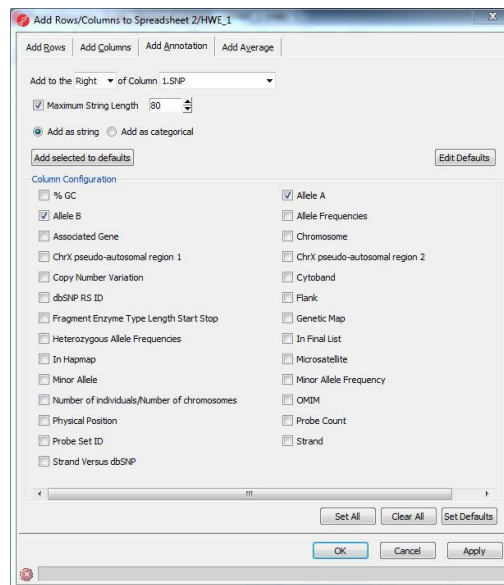 Add Rows/Columns to Spreadsheet 2/HWE_1
Add Rows Add Columns Add Annotation Add Average
Add to the Right of Column 1.SNP
Maximum String Length 80
Add as string Add as categorical
Add selected to defaults Edit Defaults
Column Configuration
% GC Allele A
Allele B Allele Frequencies
Associated Gene Chromosome
ChrX pseudo-autosomal region 1 ChrX pseudo-autosomal region 2
Copy Number Variation Cytoband
dbSNP RS ID Flank
Fragment Enzyme Type Length Start Stop Genetic Map
Heterozygous Allele Frequencies In Final List
In Hapmap Microsatellite
Minor Allele Minor Allele Frequency
Number of individuals/Number of chromosomes OMIM
Physical Position Probe Count
Probe Set ID Strand
Strand Versus dbSNP
Set All Clear All Set Defaults
OK Cancel Apply